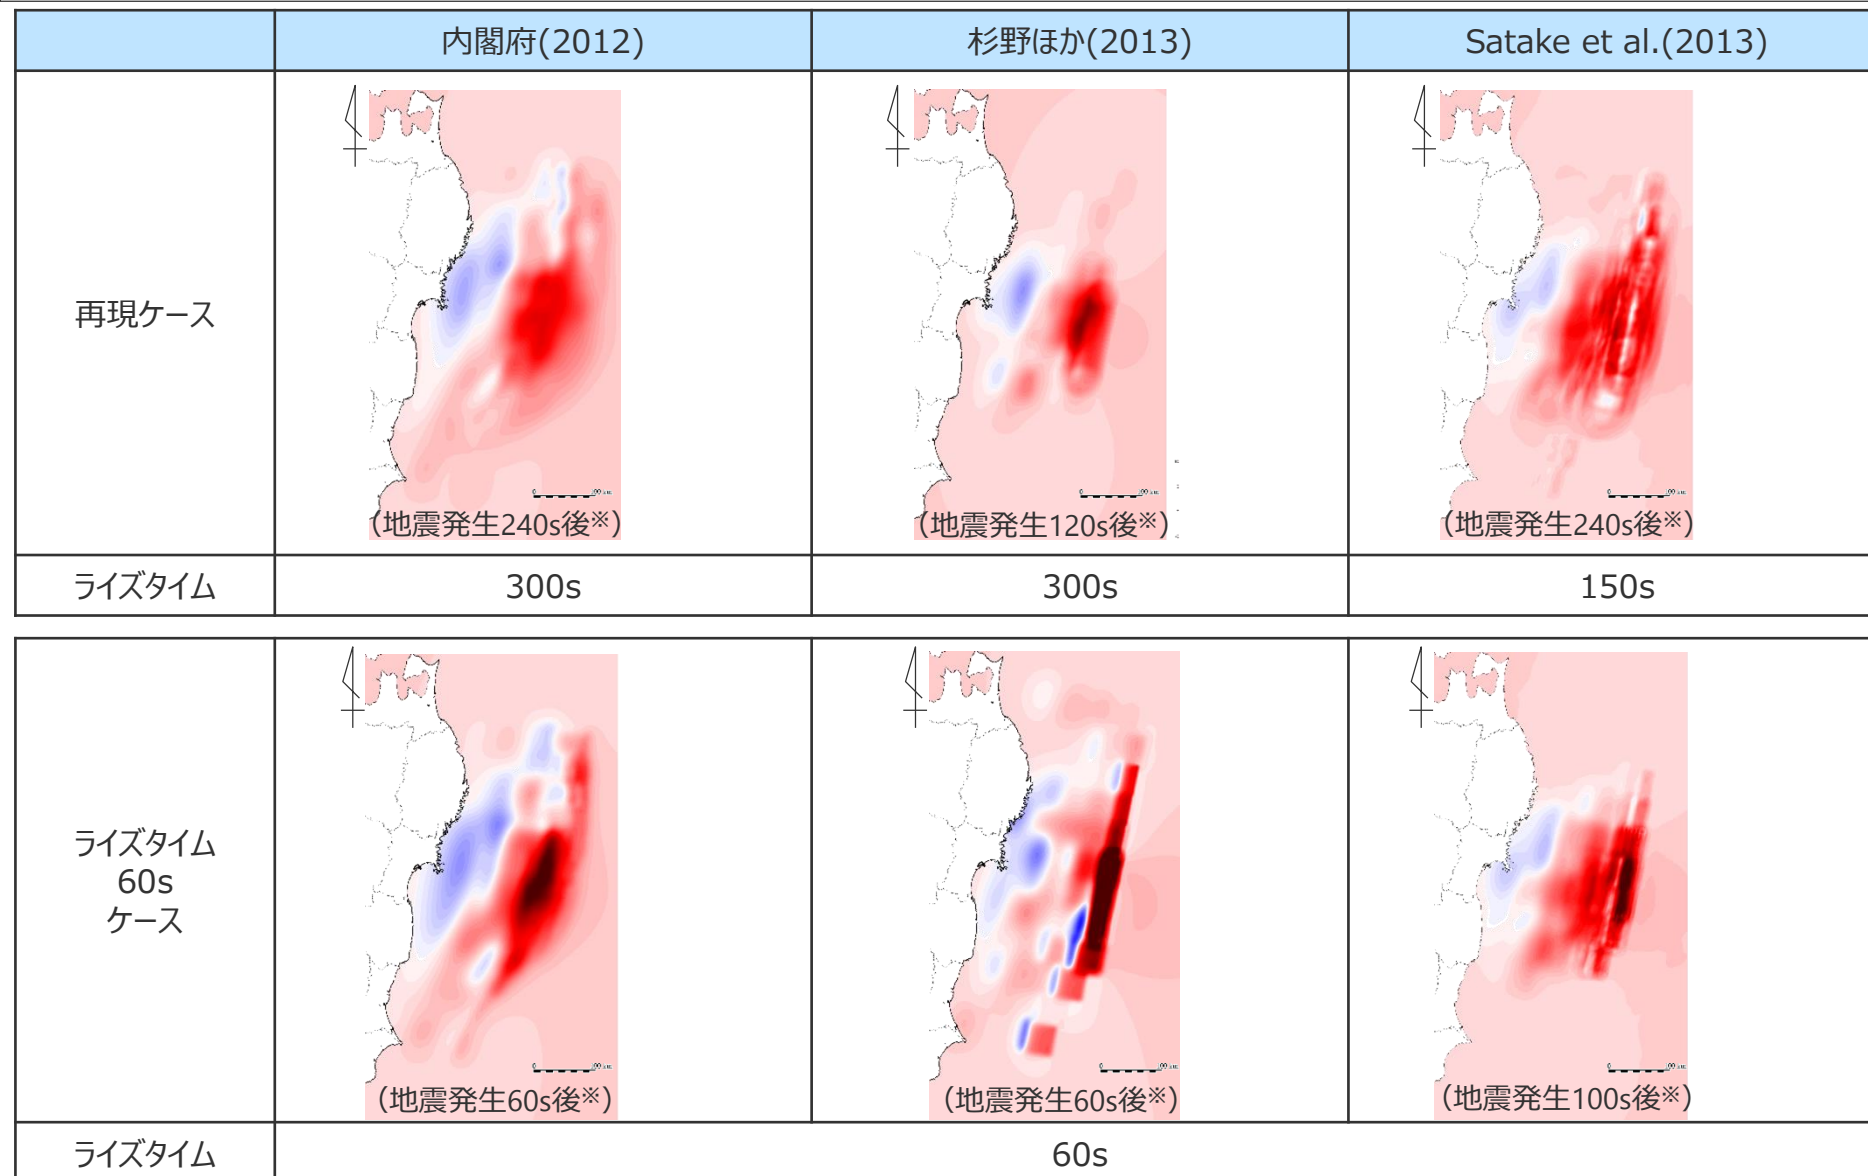 内閣府(2012)
杉野ほか(2013)
Satake et al.(2013)
再現ケース
(地震発生240s後※)
(地震発生120s後※)
(地震発生240s後※)
ライズタイム
300s
300s
150s
ライズタイム
60s
ケース
(地震発生60s後※)
(地震発生60s後※)
(地震発生100s後※)
ライズタイム
60s